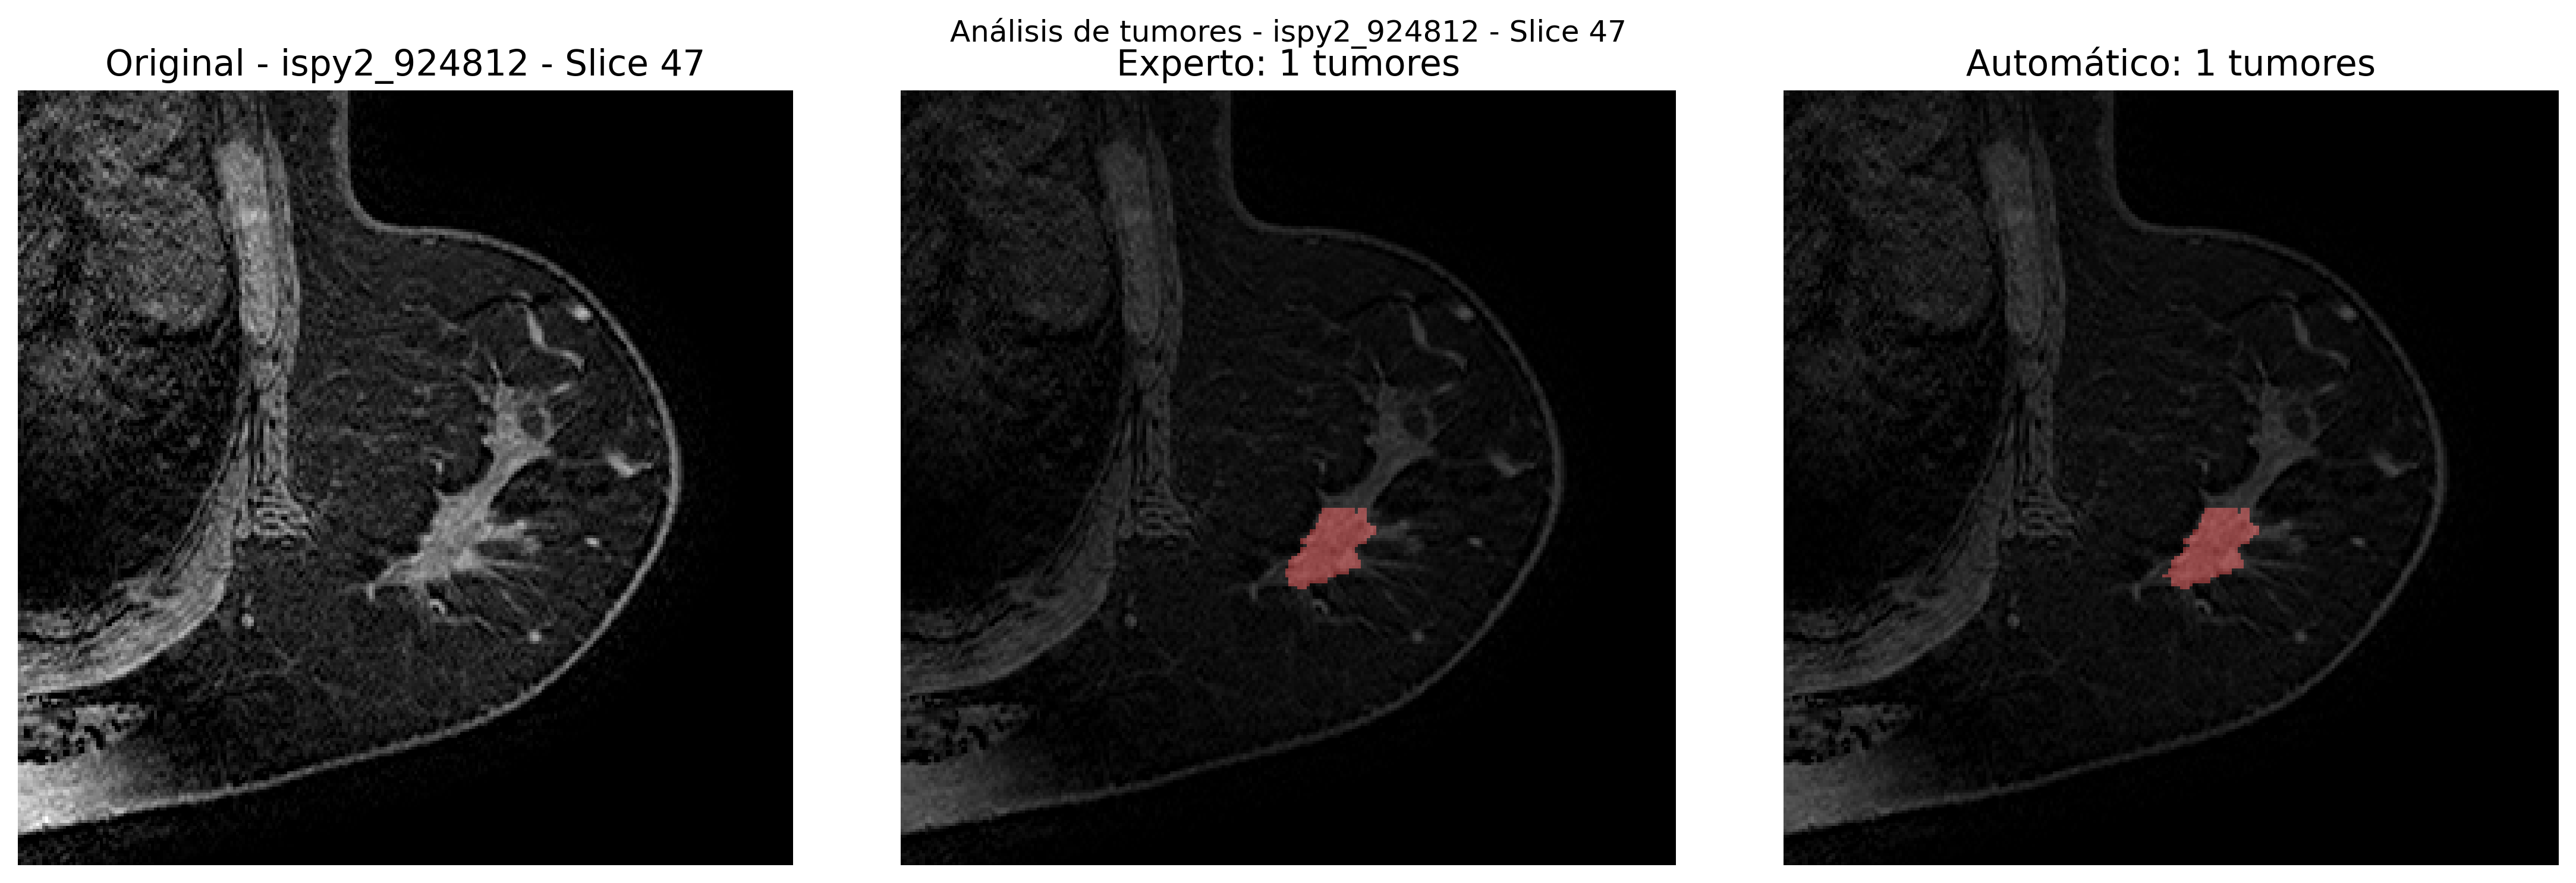 Análisis de tumores - ispy2_924812 - Slice 47
Original - ispy2_924812 - Slice 47
Experto: 1 tumores
Automático: 1 tumores